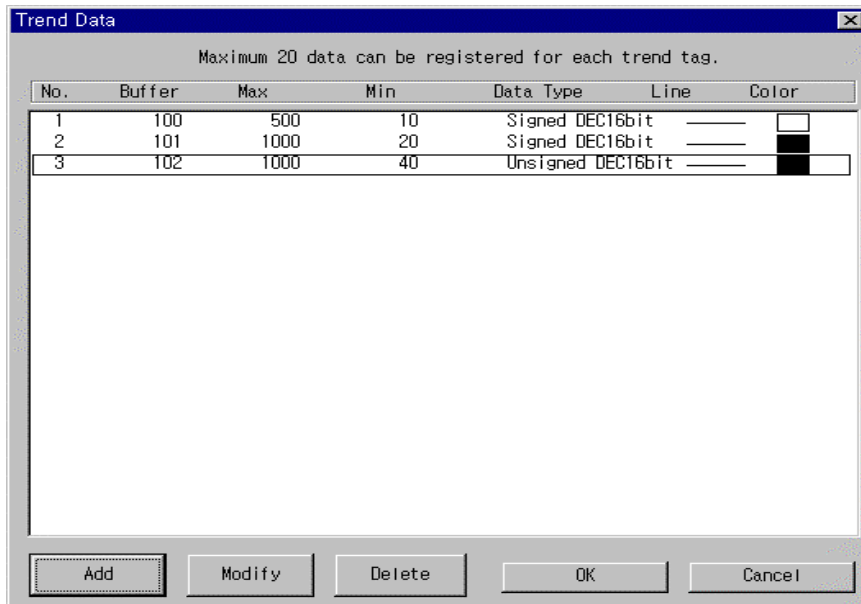 Trend Data
Maximum 20 data can be registered for each trend tag.
No. Buffer Max Min Data Type Line Color
1 100 500 10 Signed DEC16bit
2 101 1000 20 Signed DEC16bit
3 102 1000 40 Unsigned DEC16bit
Add Modify Delete OK Cancel